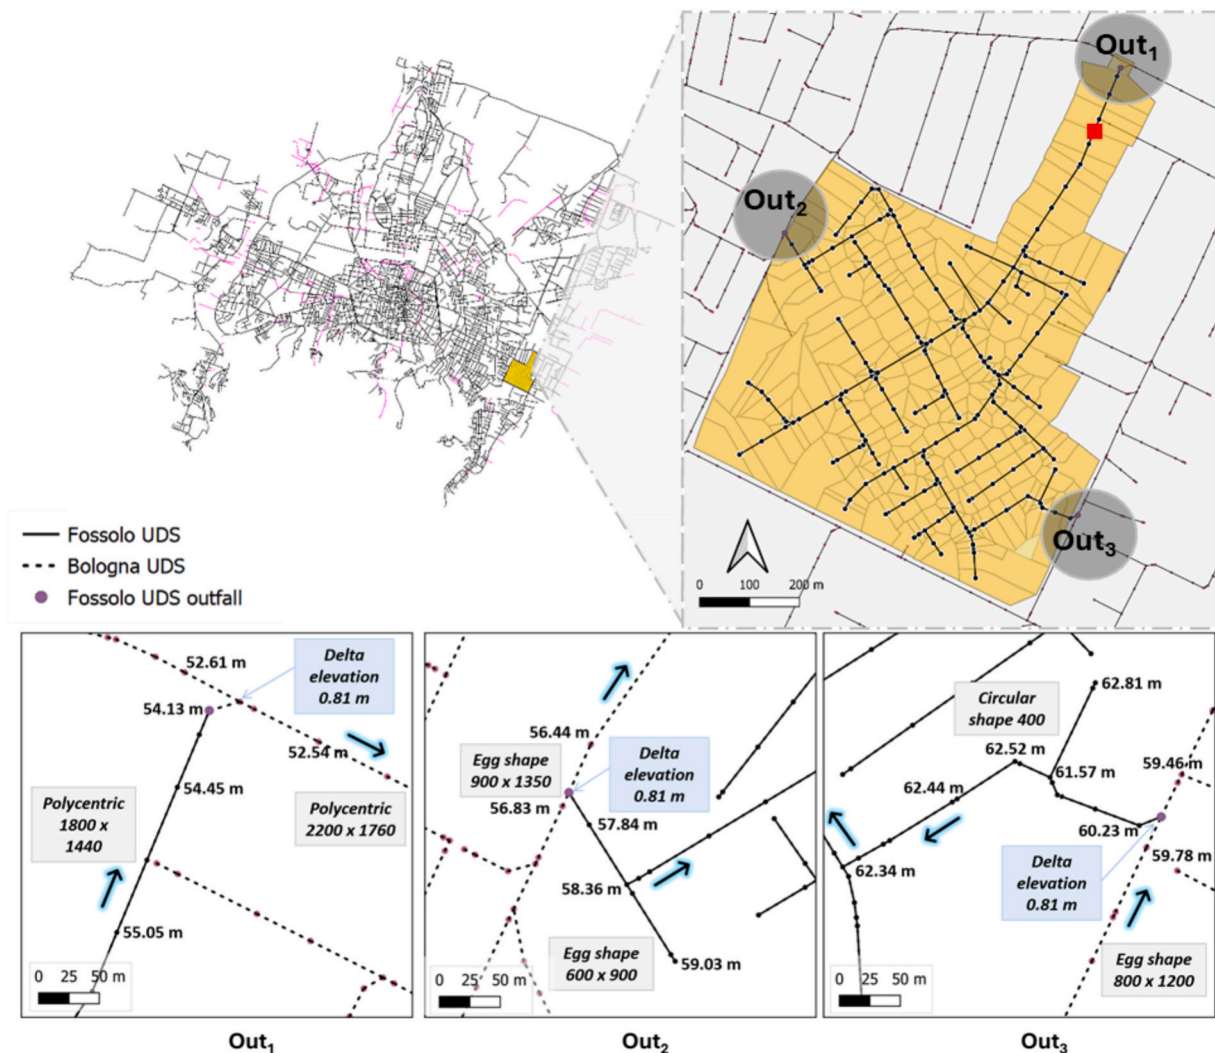 Out1
Out2
Out3
0 100 200 m
Fossolo UDS
Bologna UDS
Fossolo UDS outfall
52.61 m
Delta
elevation
0.81 m
54.13 m
52.54 m
54.45 m
Polycentric
1800 x
1440
Polycentric
2200 x 1760
55.05 m
0 25 50 m
Out1
56.44 m
Egg shape
900 x 1350
Delta
elevation
0.81 m
56.83 m
57.84 m
58.36 m
Egg shape
600 x 900
59.03 m
0 25 50 m
Out2
Circular
shape 400
62.81 m
62.52 m
61.57 m
59.46 m
62.44 m
60.23 m
59.78 m
62.34 m
Delta
elevation
0.81 m
Egg shape
800 x 1200
0 25 50 m
Out3